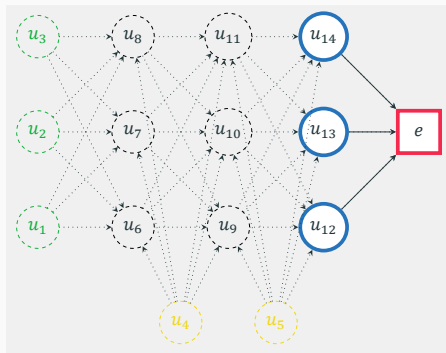 u₃ u₈ u₁₁ u₁₄
u₂ u₇ u₁₀ u₁₃ e
u₁ u₆ u₉ u₁₂
u₄ u₅